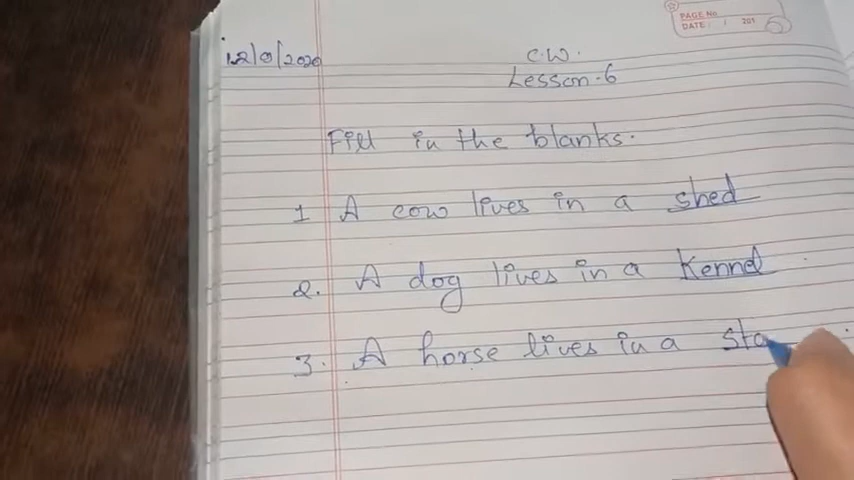 PAGE No
DATE: / / 201
12/0/2020
C.W.
Lesson-6
Fill in the blanks.
1 A cow lives in a shed
2. A dog lives in a Kennel
3. A horse lives in a sta